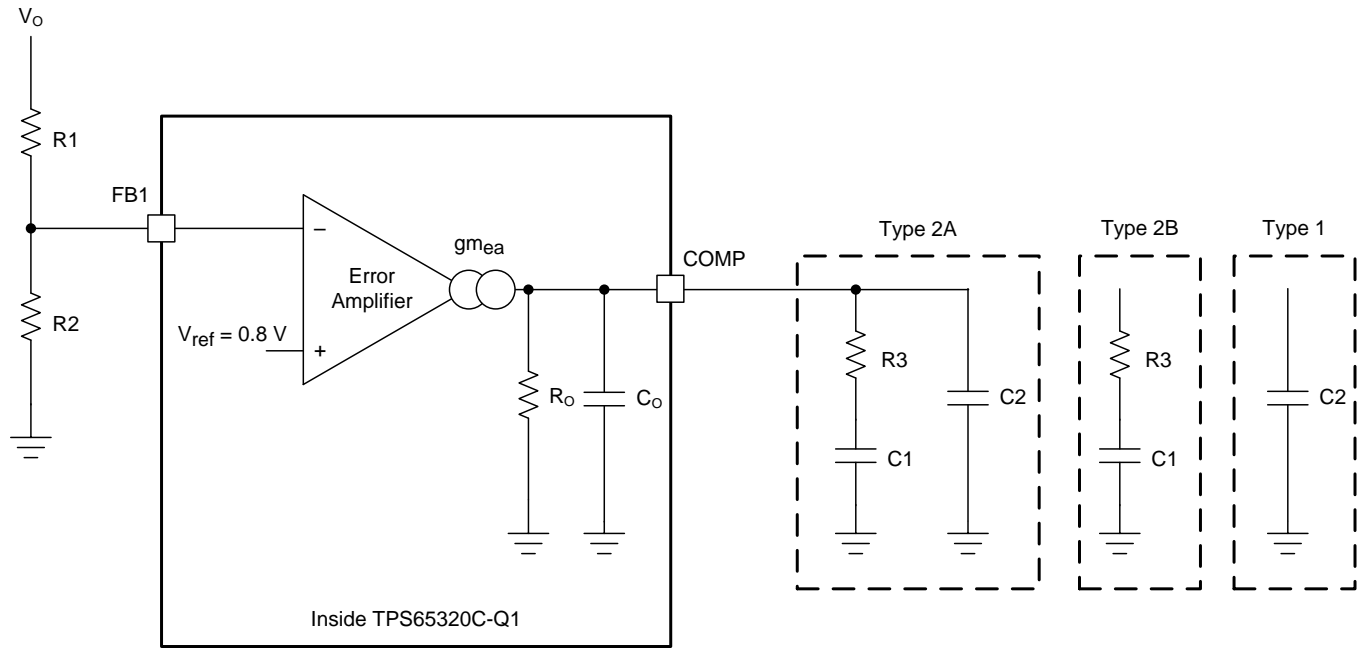 VO
R1
FB1
R2
−
Error
Amplifier
Vref = 0.8 V
+
gmea
COMP
RO
CO
Inside TPS65320C-Q1
Type 2A
R3
C2
C1
Type 2B
R3
C1
Type 1
C2